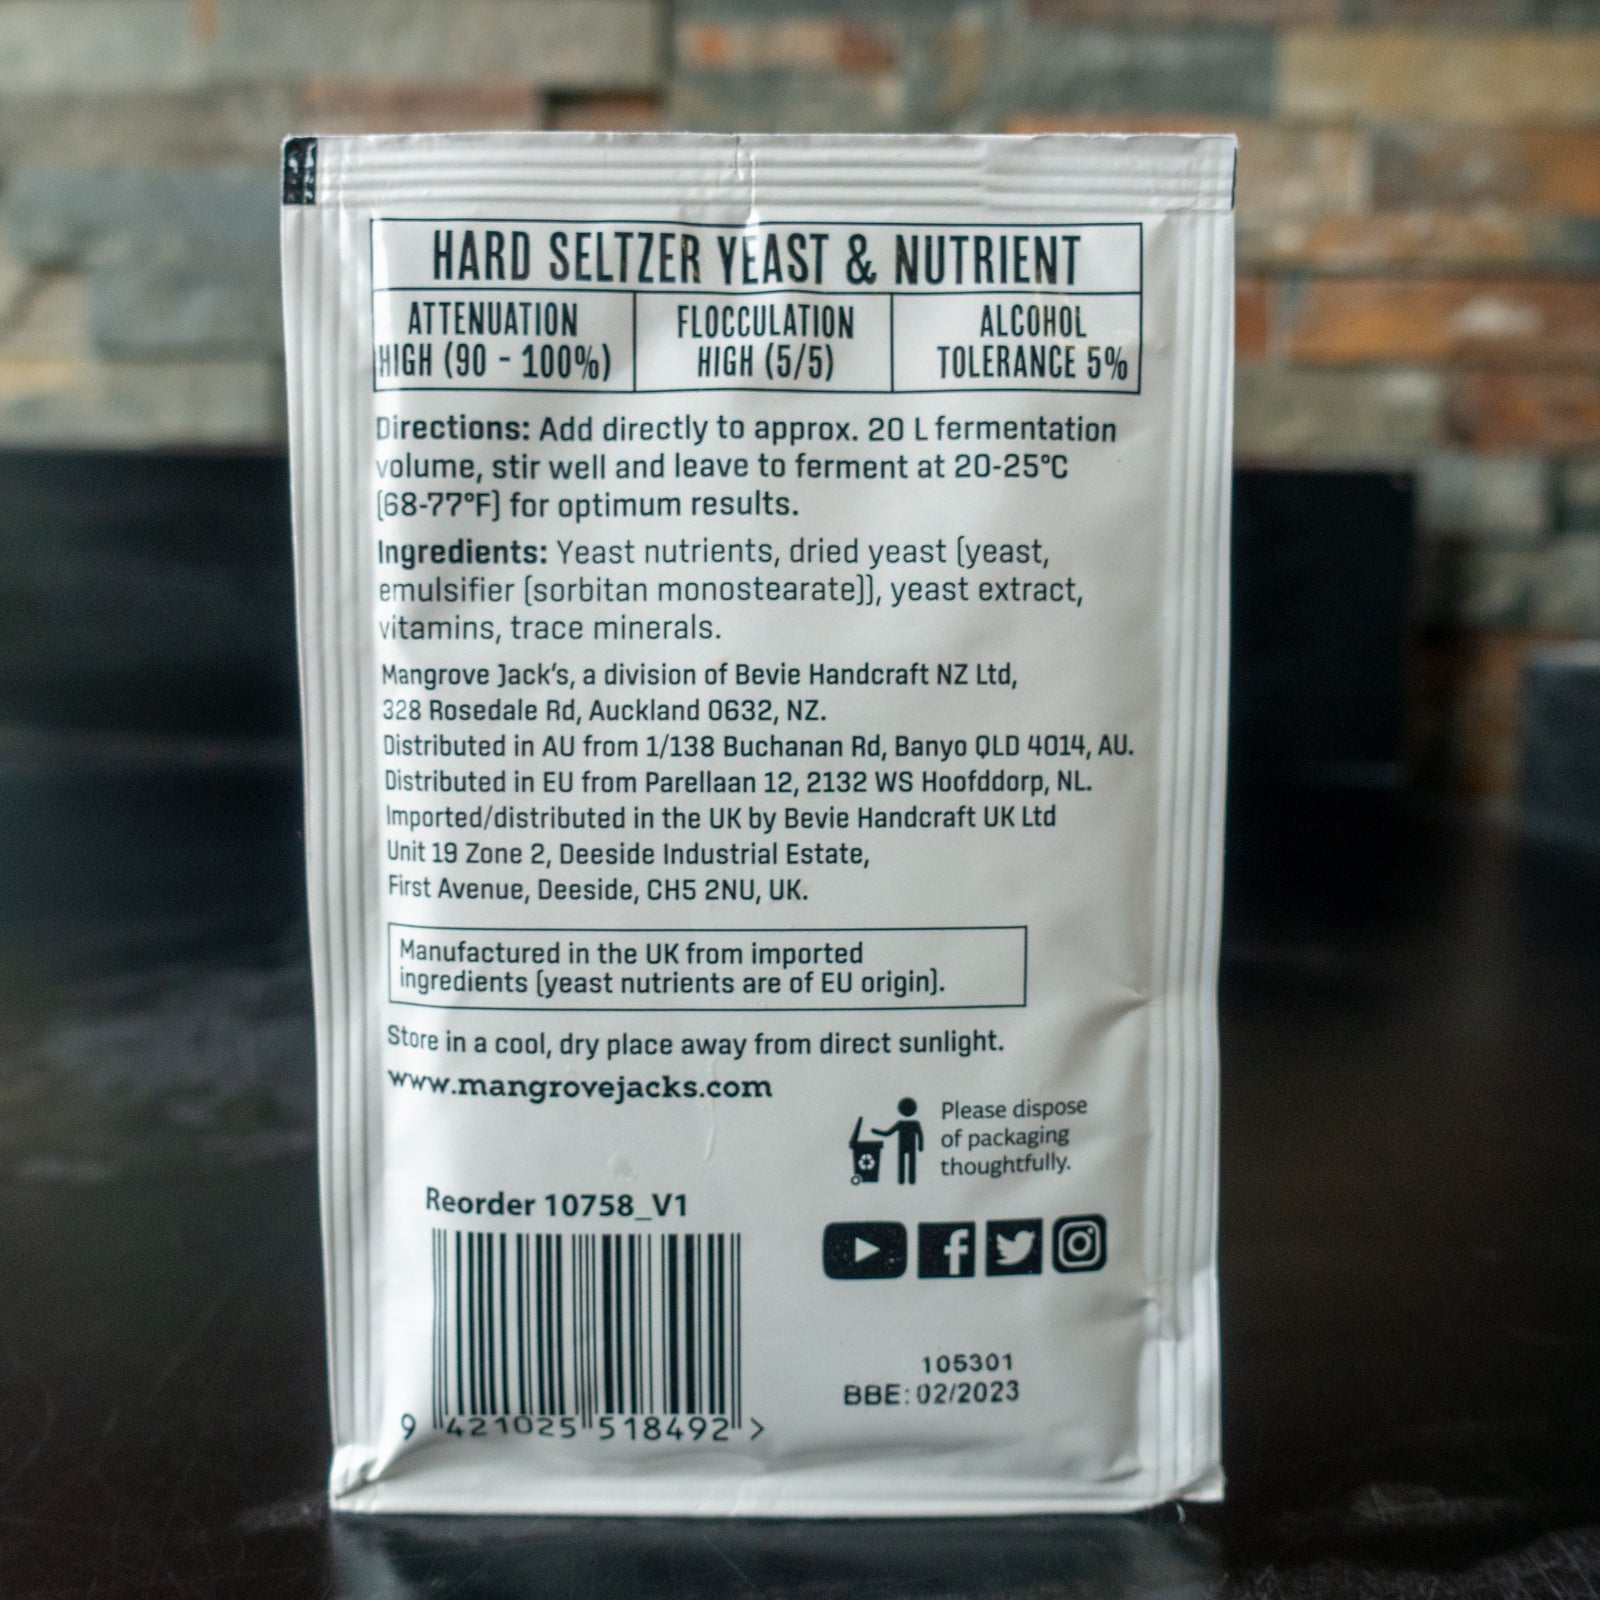 HARD SELTZER YEAST & NUTRIENT
ATTENUATION
HIGH (90 - 100%)
FLOCCULATION
HIGH (5/5)
ALCOHOL
TOLERANCE 5%
Directions: Add directly to approx. 20 L fermentation
volume, stir well and leave to ferment at 20-25°C
(68-77°F) for optimum results.
Ingredients: Yeast nutrients, dried yeast (yeast,
emulsifier (sorbitan monostearate)), yeast extract,
vitamins, trace minerals.
Mangrove Jack's, a division of Bevie Handcraft NZ Ltd,
328 Rosedale Rd, Auckland 0632, NZ.
Distributed in AU from 1/138 Buchanan Rd, Banyo QLD 4014, AU.
Distributed in EU from Parellaan 12, 2132 WS Hoofddorp, NL.
Imported/distributed in the UK by Bevie Handcraft UK Ltd
Unit 19 Zone 2, Deeside Industrial Estate,
First Avenue, Deeside, CH5 2NU, UK.
Manufactured in the UK from imported
ingredients (yeast nutrients are of EU origin).
Store in a cool, dry place away from direct sunlight.
www.mangrovejacks.com
Please dispose
of packaging
thoughtfully.
Reorder 10758_V1
9 421025 518492 >
105301
BBE: 02/2023